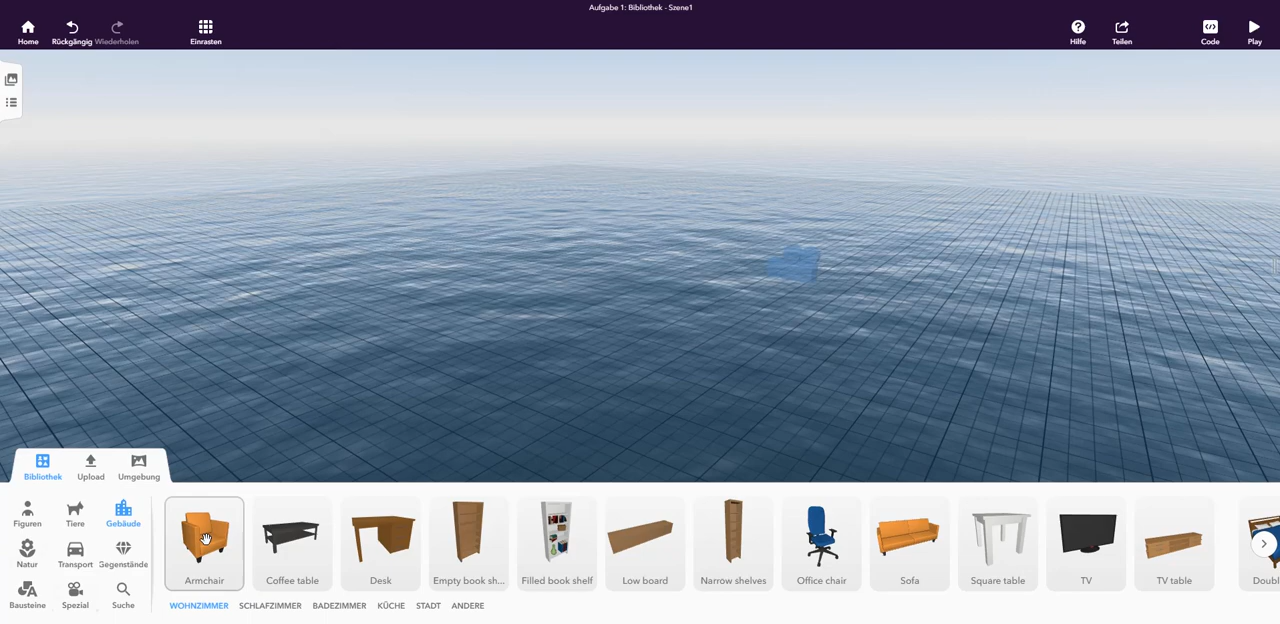 Aufgabe 1: Bibliothek - Szene1
Home
Rückgängig
Wiederholen
Einrasten
Hilfe
Teilen
Code
Play
Bibliothek
Upload
Umgebung
Figuren
Tiere
Gebäude
Natur
Transport
Gegenstände
Bausteine
Spezial
Suche
Armchair
Coffee table
Desk
Empty book sh...
Filled book shelf
Low board
Narrow shelves
Office chair
Sofa
Square table
TV
TV table
Doubl
WOHNZIMMER SCHLAFZIMMER BADEZIMMER KÜCHE STADT ANDERE